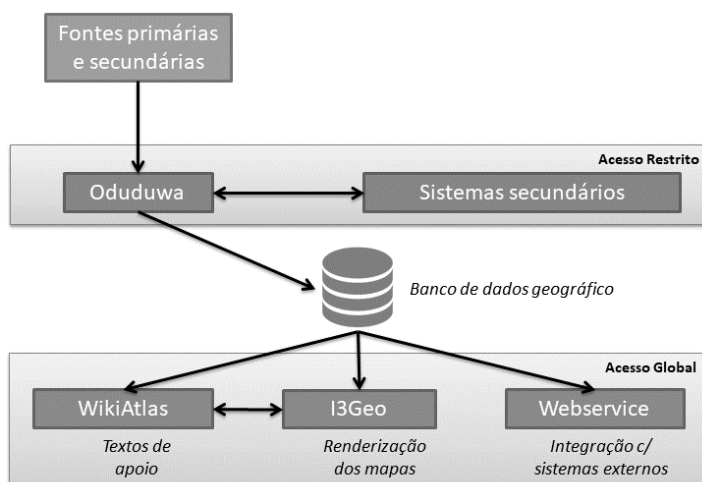 Fontes primárias
e secundárias
Acesso Restrito
Oduduwa
Sistemas secundários
Banco de dados geográfico
Acesso Global
WikiAtlas
I3Geo
Webservice
Textos de
apoio
Renderização
dos mapas
Integração c/
sistemas externos